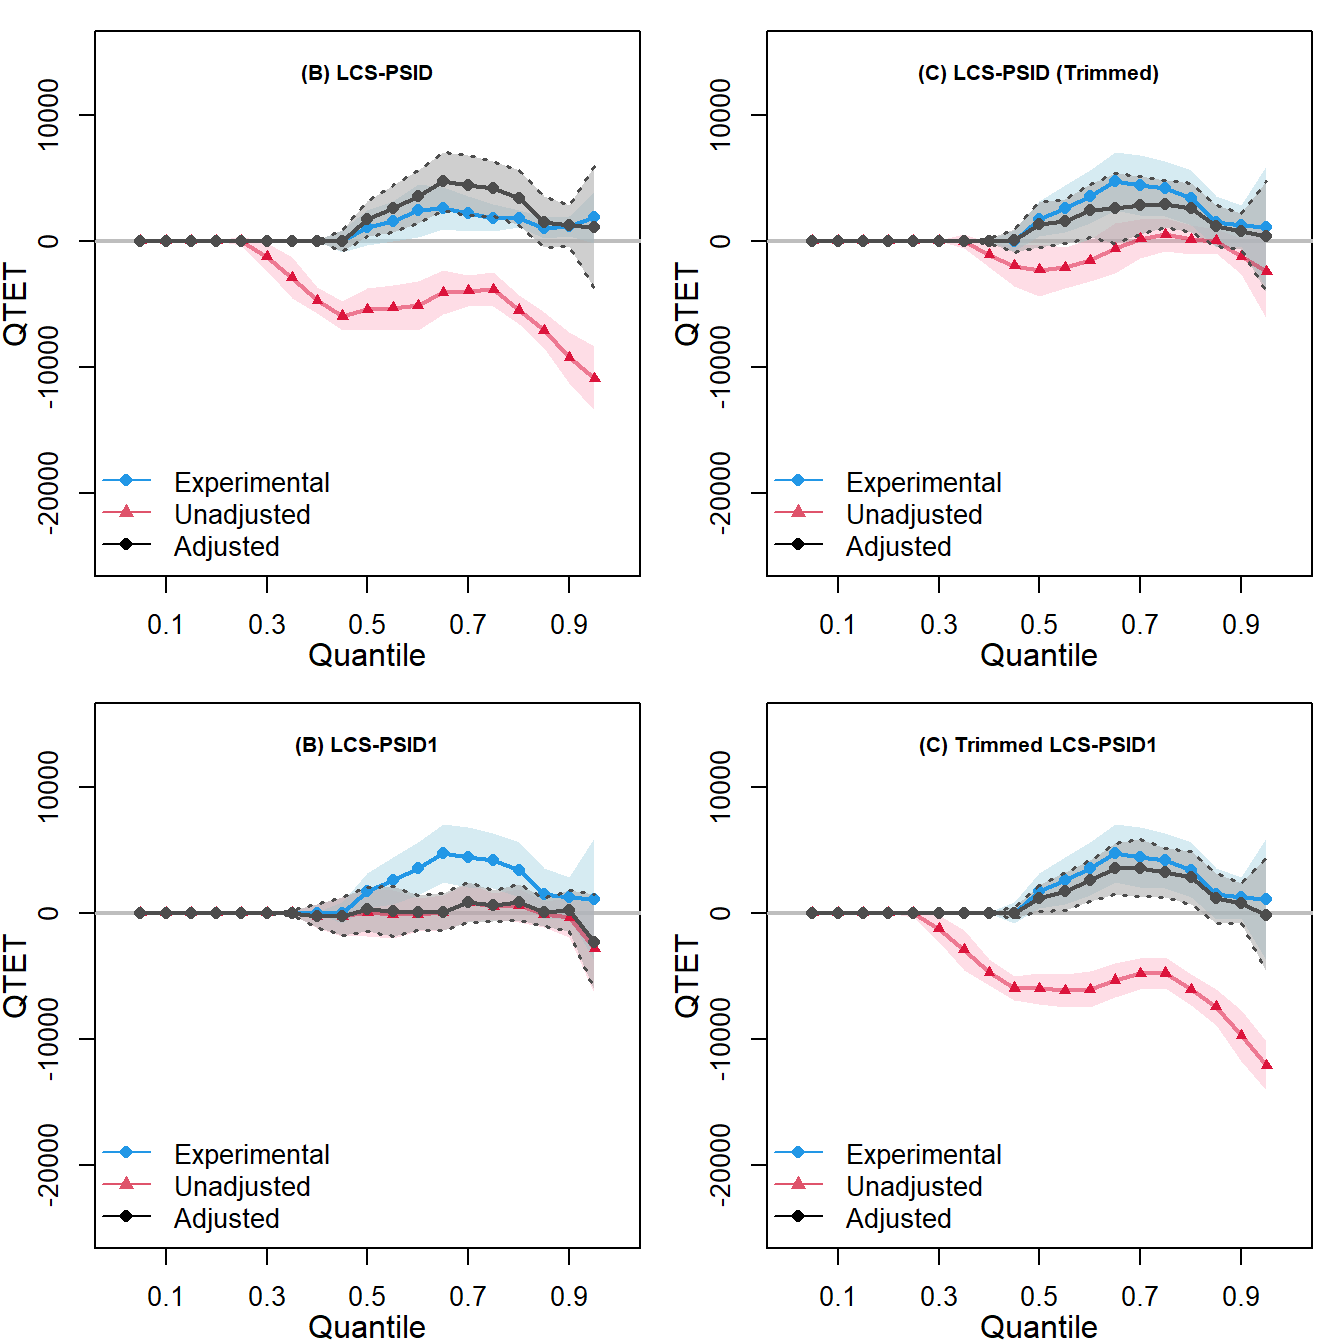 (B) LCS-PSID
10000
0
-10000
-20000
QTET
Experimental
Unadjusted
Adjusted
0.1 0.3 0.5 0.7 0.9
Quantile
(C) LCS-PSID (Trimmed)
10000
0
-10000
-20000
QTET
Experimental
Unadjusted
Adjusted
0.1 0.3 0.5 0.7 0.9
Quantile
(B) LCS-PSID1
10000
0
-10000
-20000
QTET
Experimental
Unadjusted
Adjusted
0.1 0.3 0.5 0.7 0.9
Quantile
(C) Trimmed LCS-PSID1
10000
0
-10000
-20000
QTET
Experimental
Unadjusted
Adjusted
0.1 0.3 0.5 0.7 0.9
Quantile